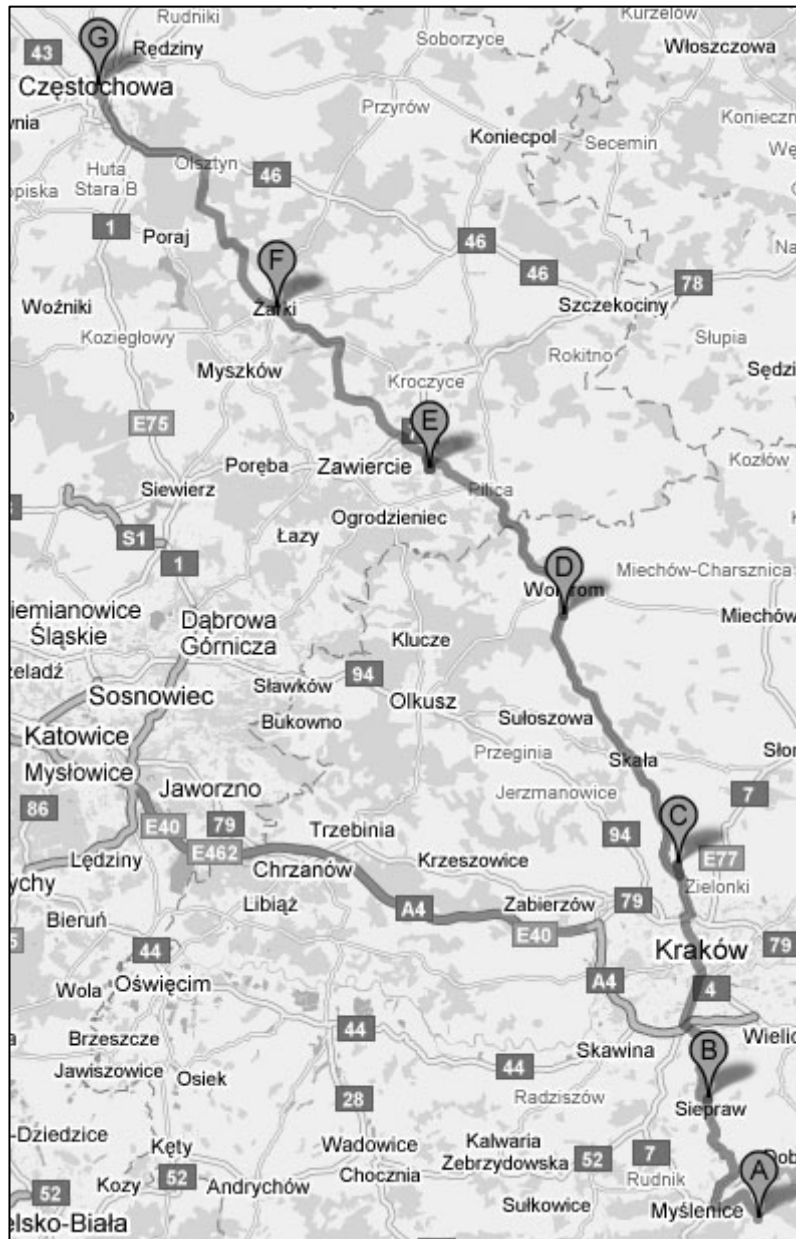 Rudniki
Kurzelów
43
G
Rędziny
Soborzyce
Włoszczowa
Częstochowa
Przyrów
Koniecpol
Secemin
Huta
Stara B
Olsztyn
46
1
Poraj
46
46
78
F
Woźniki
Żarki
Szczekociny
Koziegłowy
Słupia
Rokitno
Myszków
Kroczyce
E75
E
Poręba
Zawiercie
Kozłów
Siewierz
Pilica
Ogrodzieniec
S1
Łazy
1
D
Miechów-Charsznica
Dąbrowa
Górnicza
Miechów
Śląskie
Klucze
94
Sławków
Olkusz
Sosnowiec
Bukowno
Sułoszowa
Katowice
Przeginia
Skała
Mysłowice
Jaworzno
Jerzmanowice
7
86
79
Trzebinia
94
C
E40
E462
Krzeszowice
E77
Lędziny
Chrzanów
Zielonki
Libiąż
A4
Zabierzów
79
Bieruń
E40
Kraków
79
44
Oświęcim
A4
4
Wola
44
Brzeszcze
Skawina
B
Jawiszowice
Osiek
44
28
Radziszów
Siepraw
Kęty
Wadowice
Kalwaria
Zebrzydowska
7
A
52
52
Kozy
52
Andrychów
Chocznia
Rudnik
Sułkowice
Myślenice